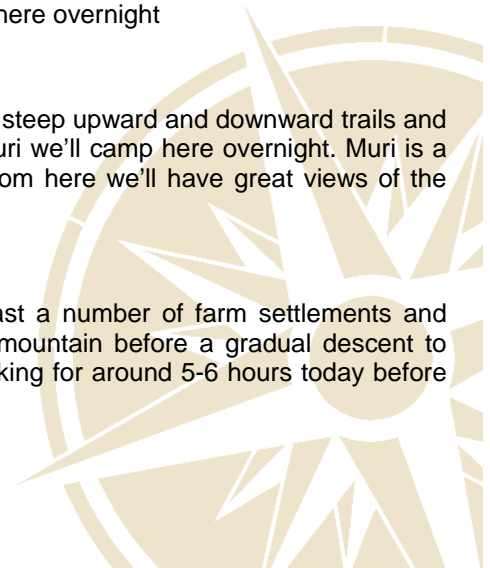 here overnight
steep upward and downward trails and
uri we'll camp here overnight. Muri is a
om here we'll have great views of the
ast a number of farm settlements and
mountain before a gradual descent to
king for around 5-6 hours today before